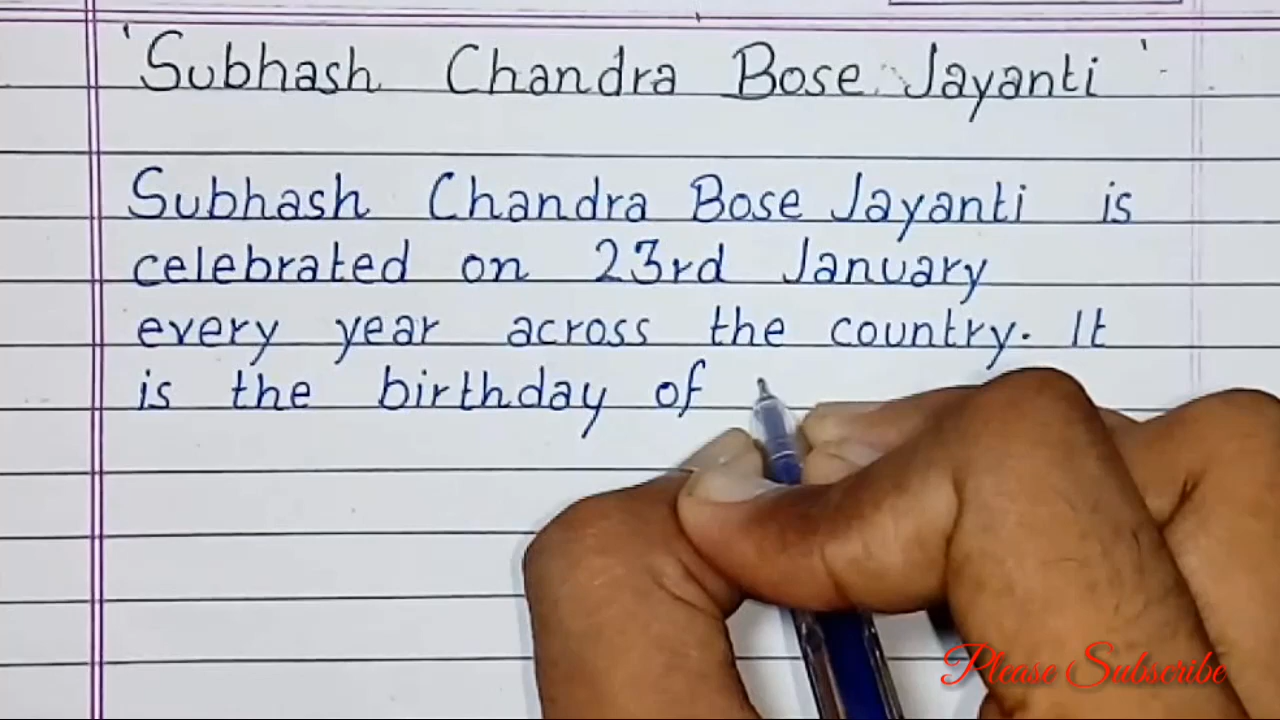 'Subhash Chandra Bose Jayanti'
Subhash Chandra Bose Jayanti is
celebrated on 23rd January
every year across the country. It
is the birthday of
Please Subscribe